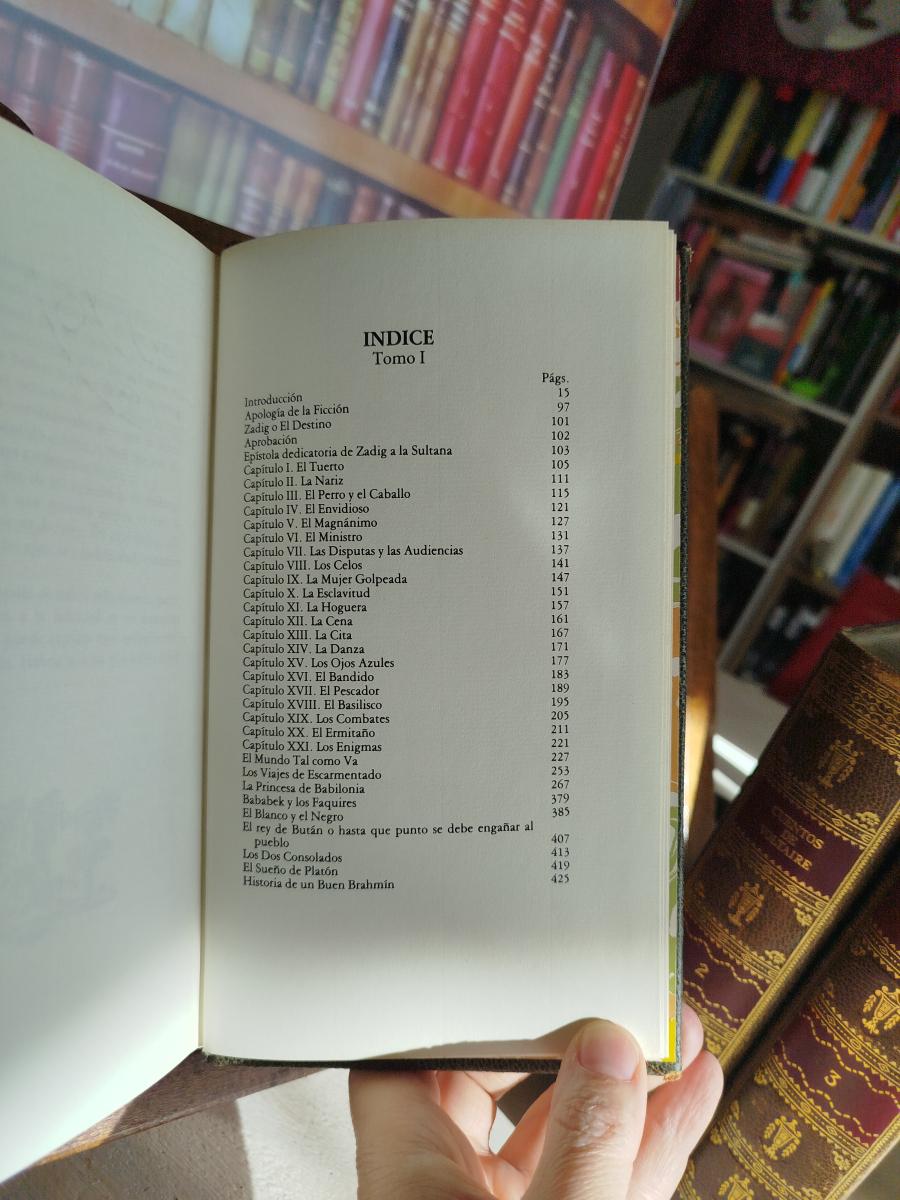 INDICE
Tomo I
Págs.
Introducción 15
Apología de la Ficción 97
Zadig o El Destino 101
Aprobación 102
Epístola dedicatoria de Zadig a la Sultana 103
Capítulo I. El Tuerto 105
Capítulo II. La Nariz 111
Capítulo III. El Perro y el Caballo 115
Capítulo IV. El Envidioso 121
Capítulo V. El Magnánimo 127
Capítulo VI. El Ministro 131
Capítulo VII. Las Disputas y las Audiencias 137
Capítulo VIII. Los Celos 141
Capítulo IX. La Mujer Golpeada 147
Capítulo X. La Esclavitud 151
Capítulo XI. La Hoguera 157
Capítulo XII. La Cena 161
Capítulo XIII. La Cita 167
Capítulo XIV. La Danza 171
Capítulo XV. Los Ojos Azules 177
Capítulo XVI. El Bandido 183
Capítulo XVII. El Pescador 189
Capítulo XVIII. El Basilisco 195
Capítulo XIX. Los Combates 205
Capítulo XX. El Ermitaño 211
Capítulo XXI. Los Enigmas 221
El Mundo Tal como Va 227
Los Viajes de Escarmentado 253
La Princesa de Babilonia 267
Bababek y los Faquires 379
El Blanco y el Negro 385
El rey de Bután o hasta que punto se debe engañar al
pueblo 407
Los Dos Consolados 413
El Sueño de Platón 419
Historia de un Buen Brahmín 425
CUENTOS
DE
VOLTAIRE
2
3